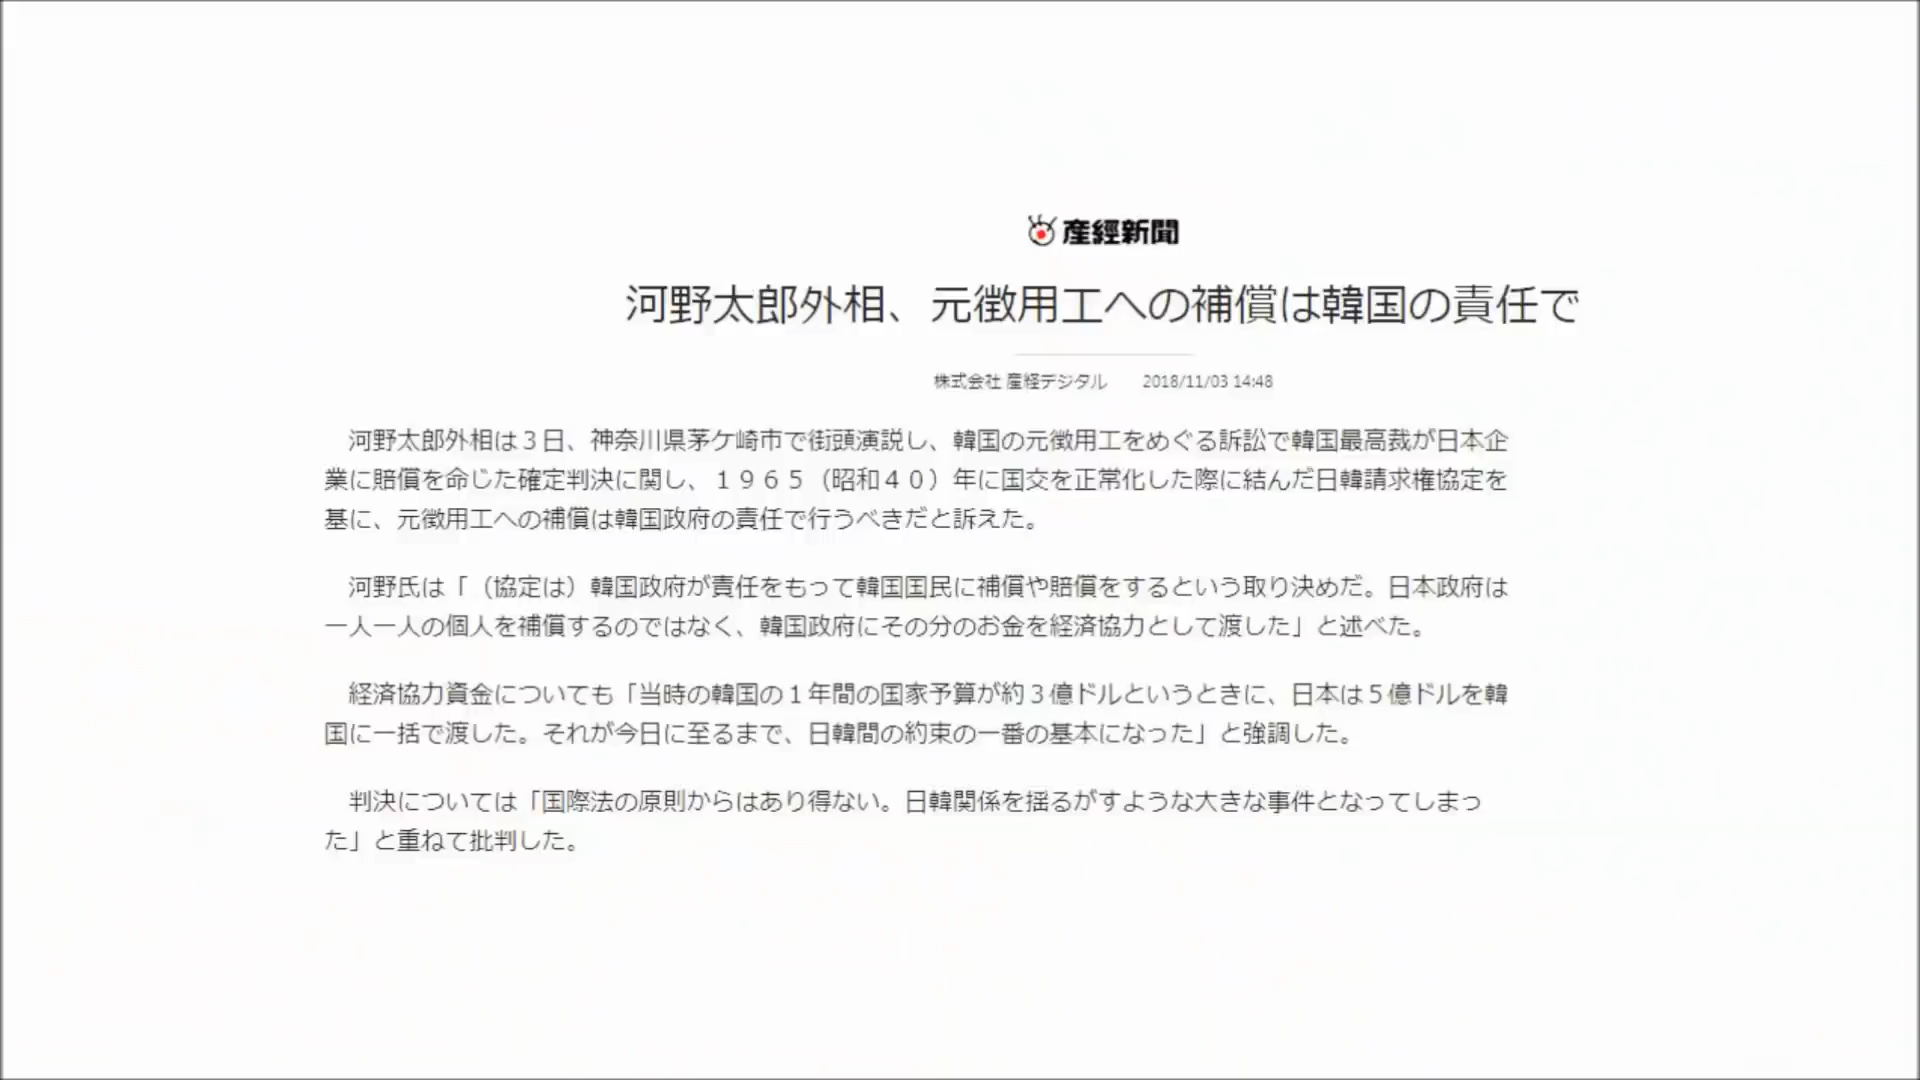 産經新聞
河野太郎外相、元徴用工への補償は韓国の責任で
株式会社 産経デジタル　　2018/11/03 14:48
　河野太郎外相は３日、神奈川県茅ケ崎市で街頭演説し、韓国の元徴用工をめぐる訴訟で韓国最高裁が日本企
業に賠償を命じた確定判決に関し、１９６５（昭和４０）年に国交を正常化した際に結んだ日韓請求権協定を
基に、元徴用工への補償は韓国政府の責任で行うべきだと訴えた。
　河野氏は「（協定は）韓国政府が責任をもって韓国国民に補償や賠償をするという取り決めだ。日本政府は
一人一人の個人を補償するのではなく、韓国政府にその分のお金を経済協力として渡した」と述べた。
　経済協力資金についても「当時の韓国の１年間の国家予算が約３億ドルというときに、日本は５億ドルを韓
国に一括で渡した。それが今日に至るまで、日韓間の約束の一番の基本になった」と強調した。
　判決については「国際法の原則からはあり得ない。日韓関係を揺るがすような大きな事件となってしまっ
た」と重ねて批判した。